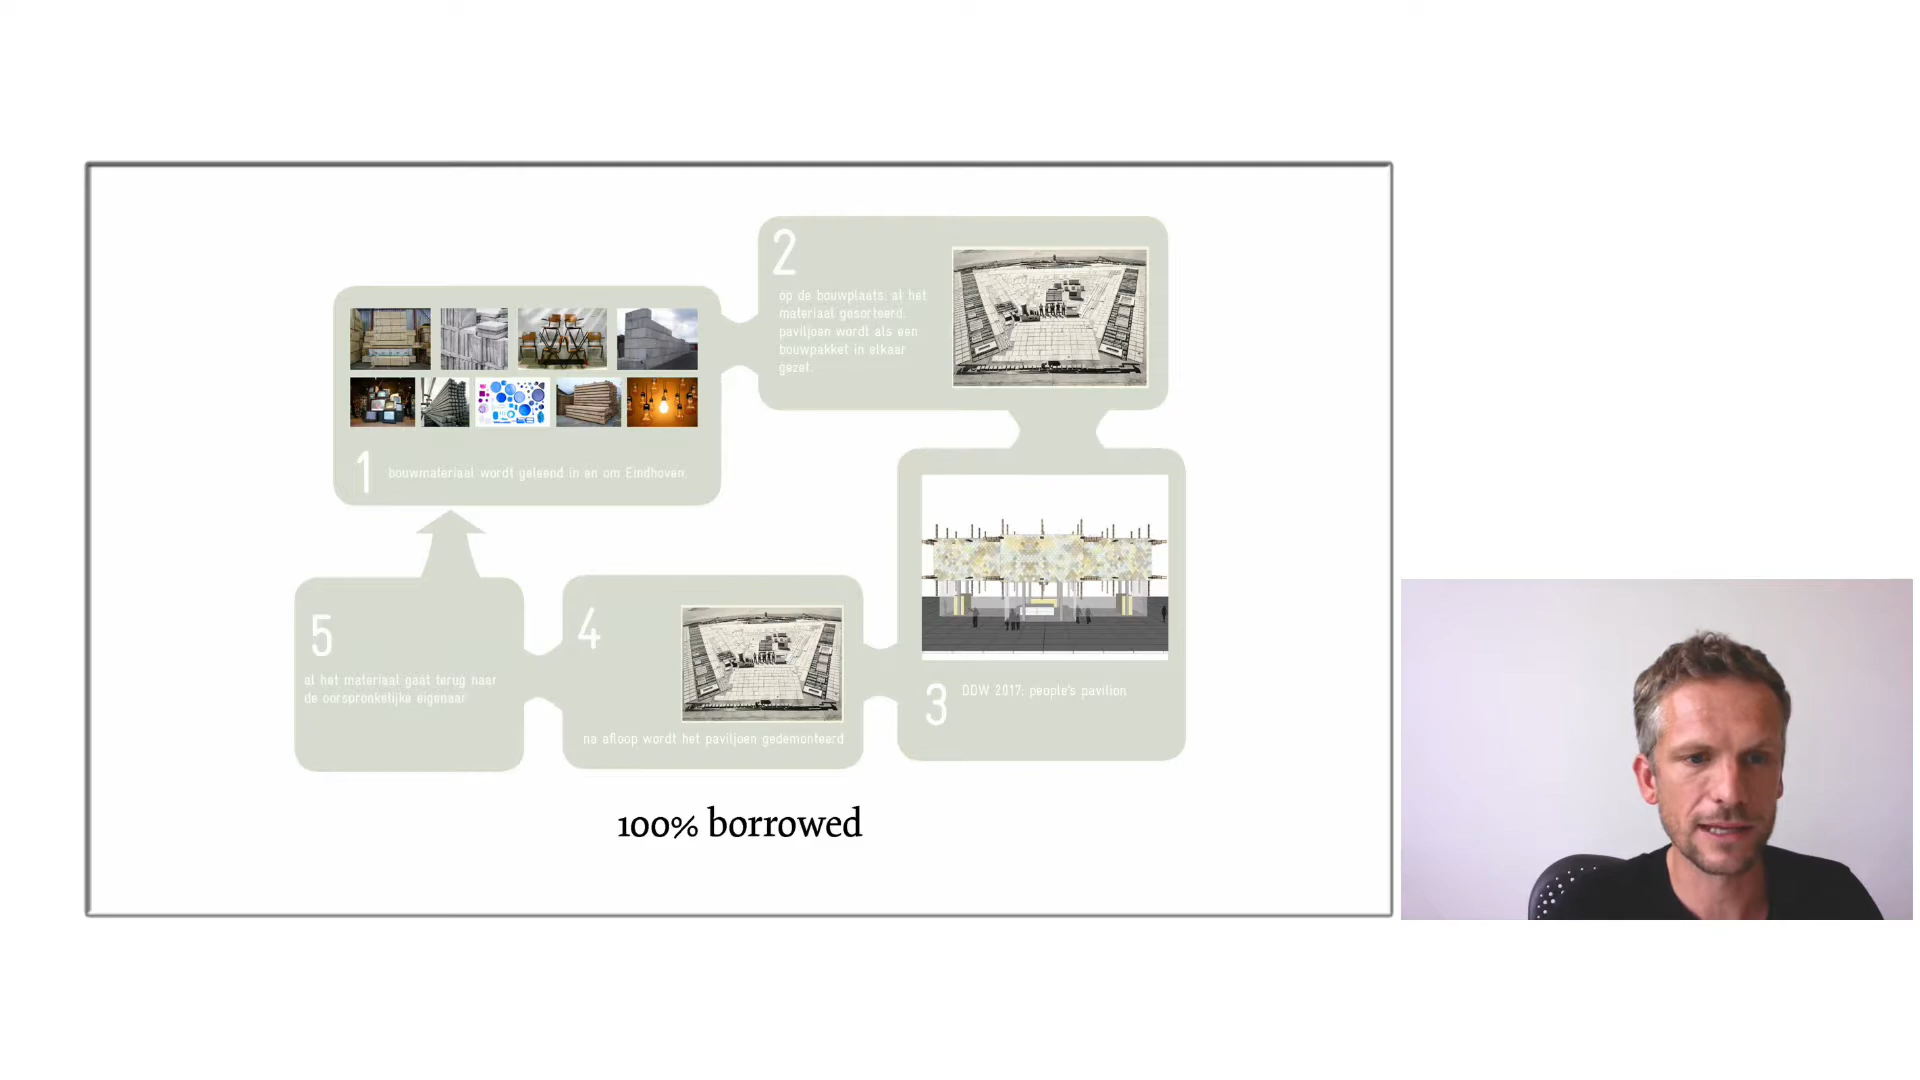 1
bouwmateriaal wordt geleend in en om Eindhoven
2
op de bouwplaats: al het
materiaal gesorteerd.
paviljoen wordt als een
bouwpakket in elkaar
gezet.
3
DDW 2017: people's pavilion
4
na afloop wordt het paviljoen gedemonteerd
5
al het materiaal gaat terug naar
de oorspronkelijke eigenaar
100% borrowed